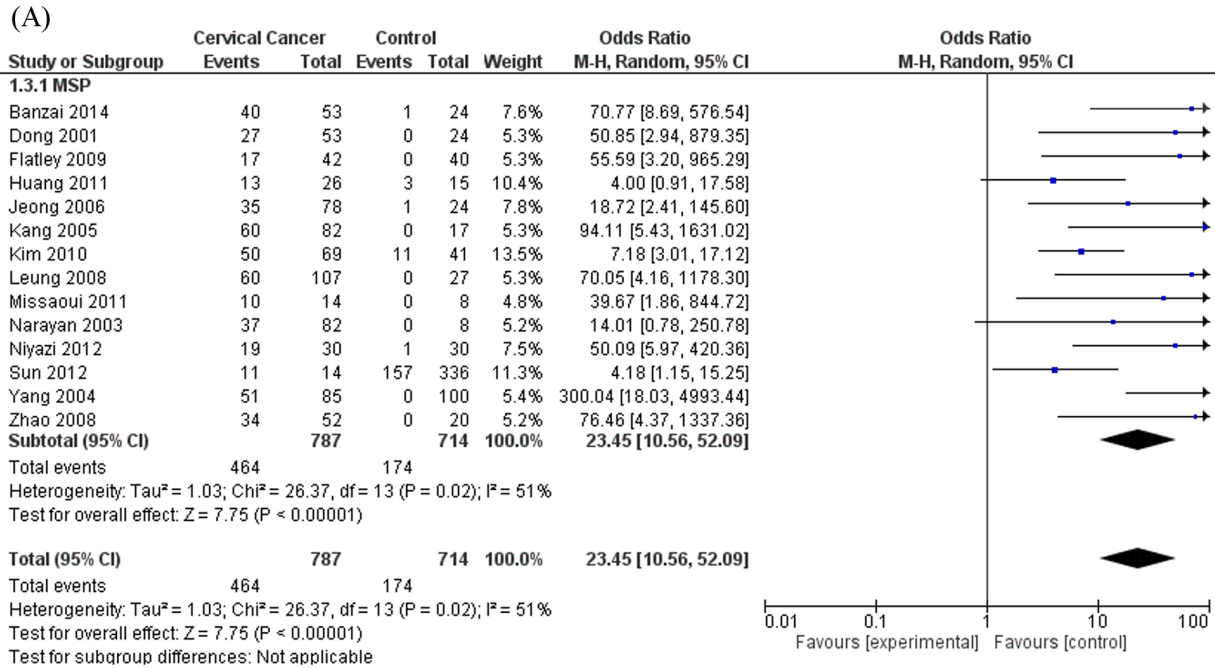 (A)
Cervical Cancer Control Odds Ratio Odds Ratio
Study or Subgroup Events Total Events Total Weight M-H, Random, 95% CI M-H, Random, 95% CI
1.3.1 MSP
Banzai 2014 40 53 1 24 7.6% 70.77 [8.69, 576.54]
Dong 2001 27 53 0 24 5.3% 50.85 [2.94, 879.35]
Flatley 2009 17 42 0 40 5.3% 55.59 [3.20, 965.29]
Huang 2011 13 26 3 15 10.4% 4.00 [0.91, 17.58]
Jeong 2006 35 78 1 24 7.8% 18.72 [2.41, 145.60]
Kang 2005 60 82 0 17 5.3% 94.11 [5.43, 1631.02]
Kim 2010 50 69 11 41 13.5% 7.18 [3.01, 17.12]
Leung 2008 60 107 0 27 5.3% 70.05 [4.16, 1178.30]
Missaoui 2011 10 14 0 8 4.8% 39.67 [1.86, 844.72]
Narayan 2003 37 82 0 8 5.2% 14.01 [0.78, 250.78]
Niyazi 2012 19 30 1 30 7.5% 50.09 [5.97, 420.36]
Sun 2012 11 14 157 336 11.3% 4.18 [1.15, 15.25]
Yang 2004 51 85 0 100 5.4% 300.04 [18.03, 4993.44]
Zhao 2008 34 52 0 20 5.2% 76.46 [4.37, 1337.36]
Subtotal (95% CI) 787 714 100.0% 23.45 [10.56, 52.09]
Total events 464 174
Heterogeneity: Tau² = 1.03; Chi² = 26.37, df = 13 (P = 0.02); I² = 51%
Test for overall effect: Z = 7.75 (P < 0.00001)
Total (95% CI) 787 714 100.0% 23.45 [10.56, 52.09]
Total events 464 174
Heterogeneity: Tau² = 1.03; Chi² = 26.37, df = 13 (P = 0.02); I² = 51%
Test for overall effect: Z = 7.75 (P < 0.00001)
Test for subgroup differences: Not applicable
0.01 0.1 1 10 100
Favours [experimental] Favours [control]